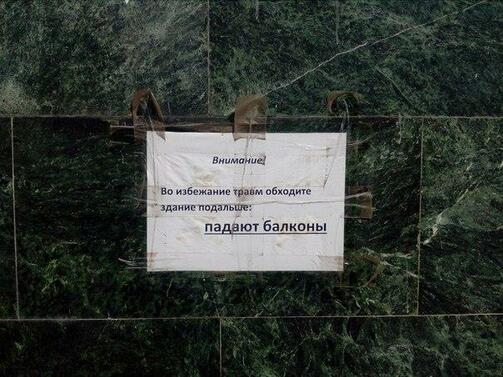 Внимание!
Во избежание травм обходите
здание подальше:
падают балконы